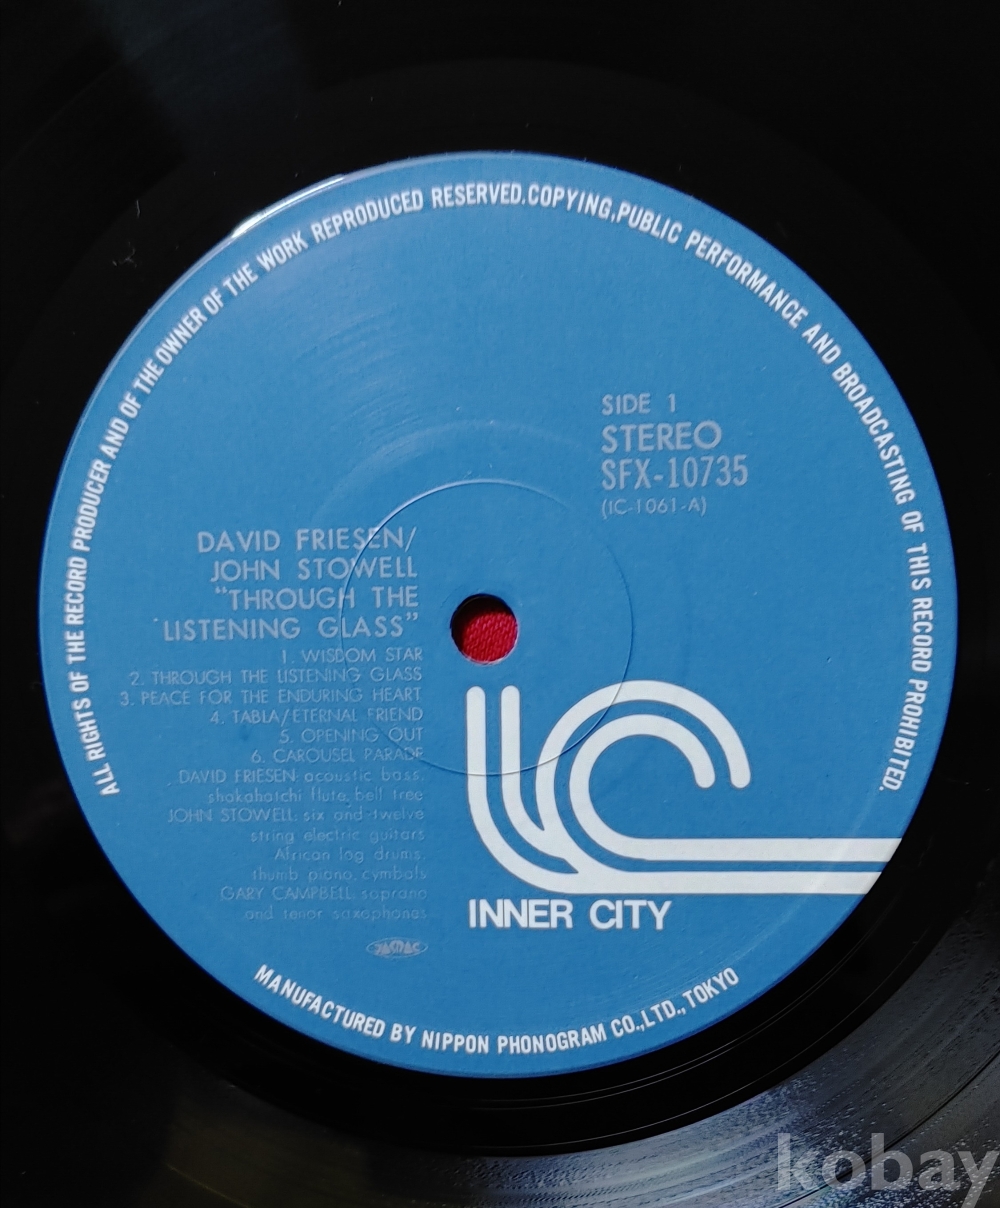 ALL RIGHTS OF THE RECORD PRODUCER AND OF THE OWNER OF THE WORK REPRODUCED RESERVED.COPYING,PUBLIC PERFORMANCE AND BROADCASTING OF THIS RECORD PROHIBITED.
SIDE 1
STEREO
SFX-10735
(IC-1061-A)
DAVID FRIESEN/
JOHN STOWELL
"THROUGH THE
LISTENING GLASS"
1. WISDOM STAR
2. THROUGH THE LISTENING GLASS
3. PEACE FOR THE ENDURING HEART
4. TABLA/ETERNAL FRIEND
5. OPENING OUT
6. CAROUSEL PARADE
DAVID FRIESEN: acoustic bass,
shakahatchi flute, bell tree
JOHN STOWELL: six and twelve
string electric guitars
African log drums,
thumb piano, cymbals
GARY CAMPBELL: soprano
and tenor saxophones
JASRAC
IC
INNER CITY
MANUFACTURED BY NIPPON PHONOGRAM CO.,LTD., TOKYO
kobay